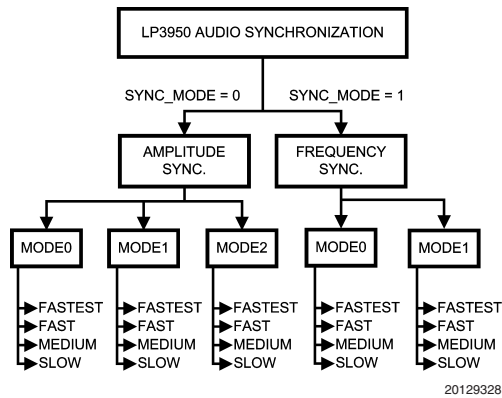 LP3950 AUDIO SYNCHRONIZATION
SYNC_MODE = 0 SYNC_MODE = 1
AMPLITUDE SYNC.
FREQUENCY SYNC.
MODE0 MODE1 MODE2 MODE0 MODE1
FASTEST FASTEST FASTEST FASTEST FASTEST
FAST FAST FAST FAST FAST
MEDIUM MEDIUM MEDIUM MEDIUM MEDIUM
SLOW SLOW SLOW SLOW SLOW
20129328